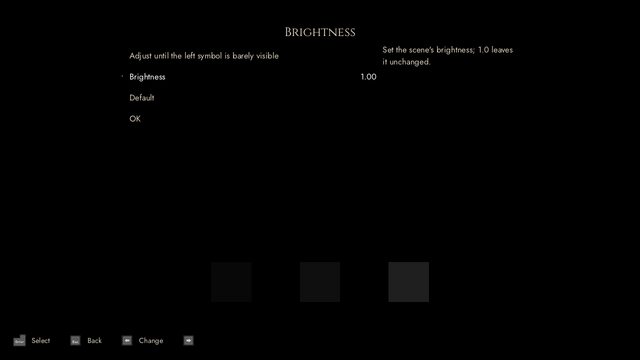 Brightness
Adjust until the left symbol is barely visible
Set the scene's brightness; 1.0 leaves
it unchanged.
Brightness 1.00
Default
OK
Select Back Change